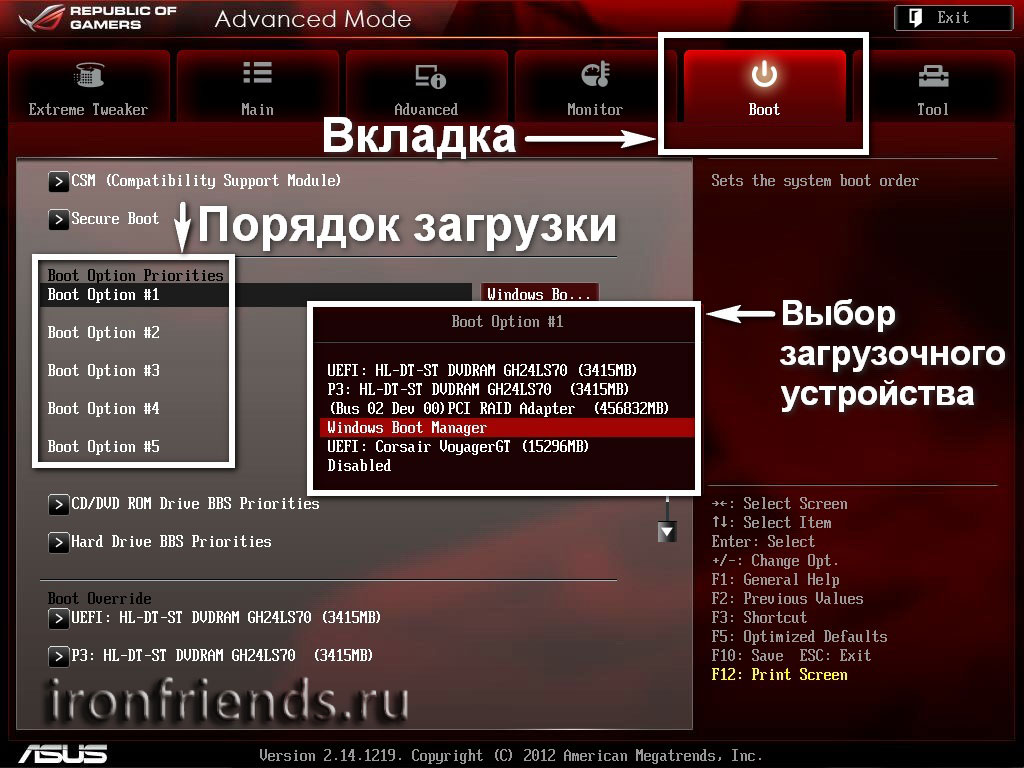 REPUBLIC OF
GAMERS
Advanced Mode
Exit
Extreme Tweaker
Main
Advanced
Monitor
Boot
Tool
Вкладка
CSM (Compatibility Support Module)
Secure Boot
Порядок загрузки
Sets the system boot order
Boot Option Priorities
Boot Option #1
Windows Bo...
Boot Option #2
Boot Option #3
Boot Option #4
Boot Option #5
Boot Option #1
UEFI: HL-DT-ST DVDRAM GH24LS70 (3415MB)
P3: HL-DT-ST DVDRAM GH24LS70 (3415MB)
(Bus 02 Dev 00)PCI RAID Adapter (456832MB)
Windows Boot Manager
UEFI: Corsair VoyagerGT (15296MB)
Disabled
Выбор
загрузочного
устройства
CD/DVD ROM Drive BBS Priorities
Hard Drive BBS Priorities
Boot Override
UEFI: HL-DT-ST DVDRAM GH24LS70 (3415MB)
P3: HL-DT-ST DVDRAM GH24LS70 (3415MB)
→←: Select Screen
↑↓: Select Item
Enter: Select
+/-: Change Opt.
F1: General Help
F2: Previous Values
F3: Shortcut
F5: Optimized Defaults
F10: Save ESC: Exit
F12: Print Screen
ironfriends.ru
ASUS
Version 2.14.1219. Copyright (C) 2012 American Megatrends, Inc.